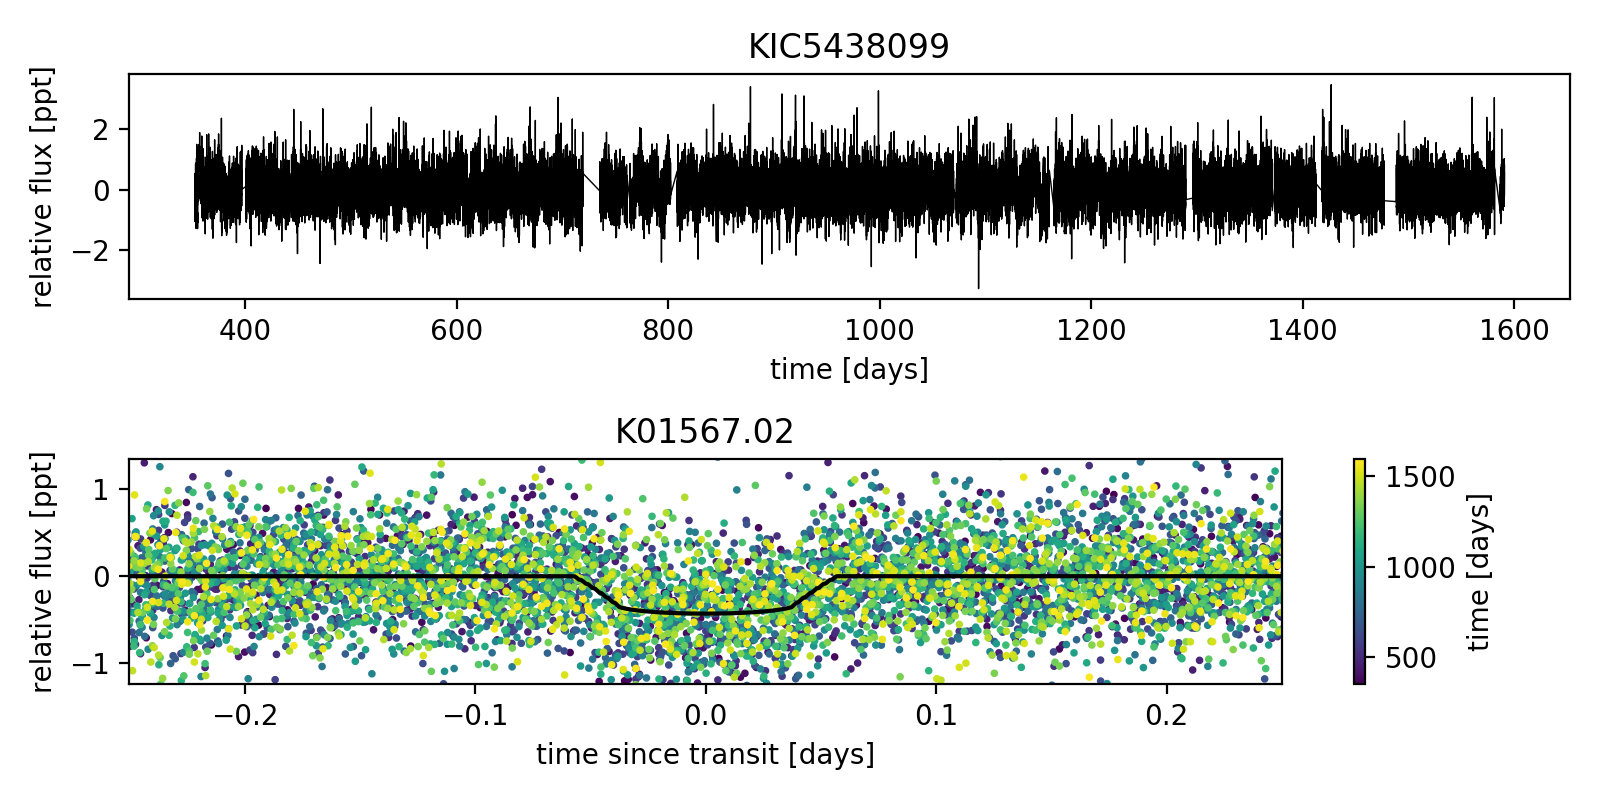 KIC5438099
relative flux [ppt]
2
0
−2
400 600 800 1000 1200 1400 1600
time [days]
K01567.02
relative flux [ppt]
1
0
−1
−0.2 −0.1 0.0 0.1 0.2
time since transit [days]
1500
1000
500
time [days]